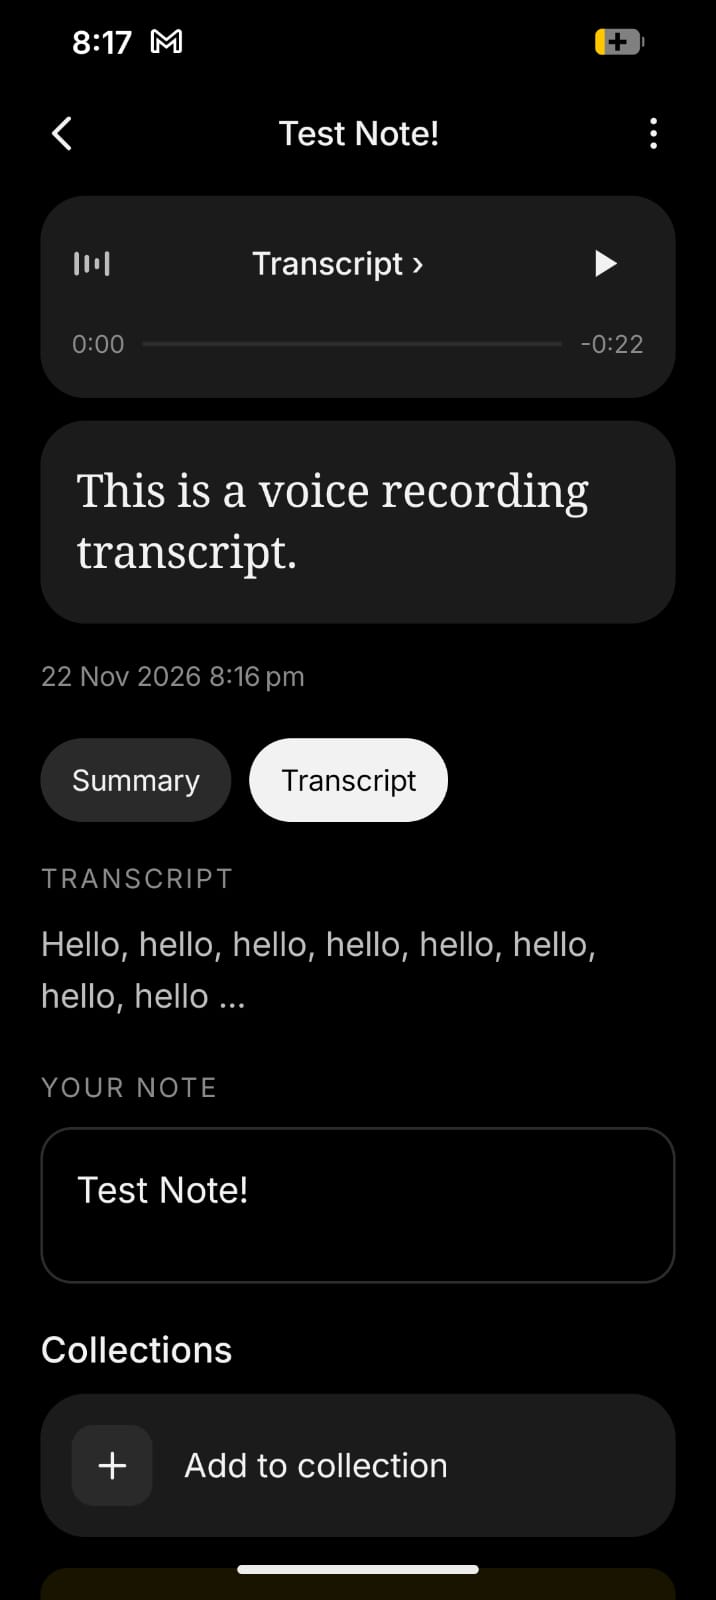 8:17
Test Note!
Transcript ›
0:00 -0:22
This is a voice recording
transcript.
22 Nov 2026 8:16 pm
Summary Transcript
TRANSCRIPT
Hello, hello, hello, hello, hello, hello,
hello, hello ...
YOUR NOTE
Test Note!
Collections
+ Add to collection